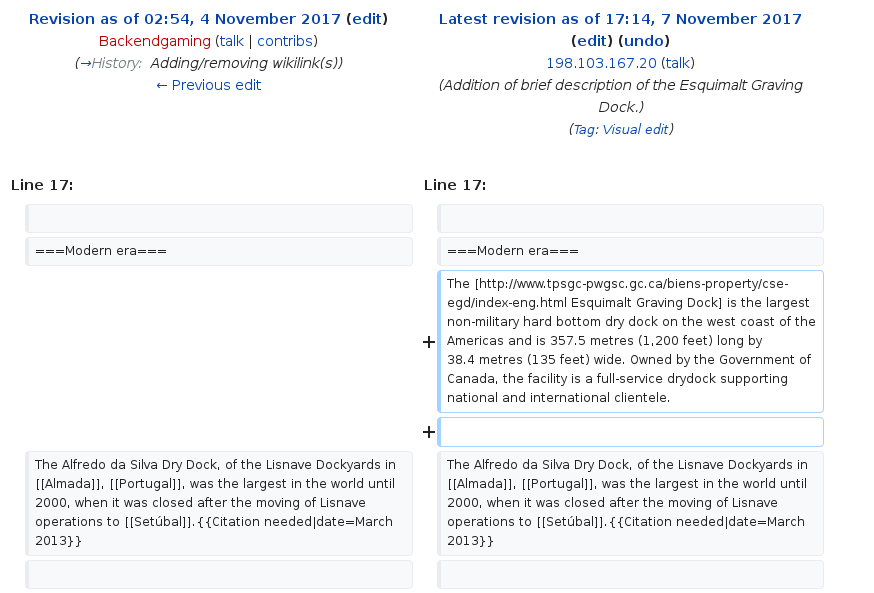 Revision as of 02:54, 4 November 2017 (edit)
Backendgaming (talk | contribs)
(→History: Adding/removing wikilink(s))
← Previous edit
Latest revision as of 17:14, 7 November 2017
(edit) (undo)
198.103.167.20 (talk)
(Addition of brief description of the Esquimalt Graving
Dock.)
(Tag: Visual edit)
Line 17:
Line 17:
===Modern era===
===Modern era===
+
The [http://www.tpsgc-pwgsc.gc.ca/biens-property/cse-
egd/index-eng.html Esquimalt Graving Dock] is the largest
non-military hard bottom dry dock on the west coast of the
Americas and is 357.5 metres (1,200 feet) long by
38.4 metres (135 feet) wide. Owned by the Government of
Canada, the facility is a full-service drydock supporting
national and international clientele.
+
The Alfredo da Silva Dry Dock, of the Lisnave Dockyards in
[[Almada]], [[Portugal]], was the largest in the world until
2000, when it was closed after the moving of Lisnave
operations to [[Setúbal]].{{Citation needed|date=March
2013}}
The Alfredo da Silva Dry Dock, of the Lisnave Dockyards in
[[Almada]], [[Portugal]], was the largest in the world until
2000, when it was closed after the moving of Lisnave
operations to [[Setúbal]].{{Citation needed|date=March
2013}}